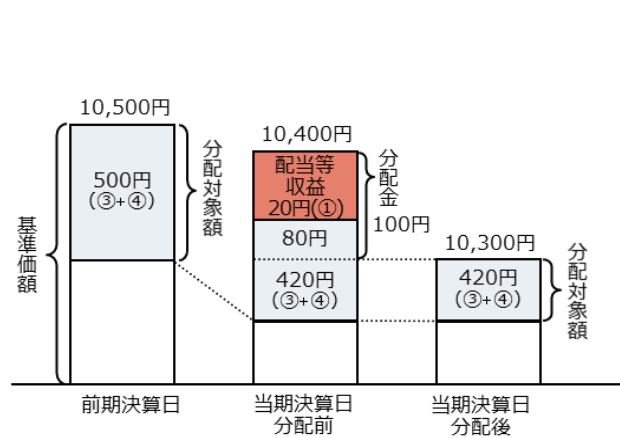 10,500円
500円
(③+④)
分配対象額
基準価額
前期決算日
10,400円
配当等
収益
20円(①)
80円
420円
(③+④)
分配金
100円
当期決算日
分配前
10,300円
420円
(③+④)
分配対象額
当期決算日
分配後